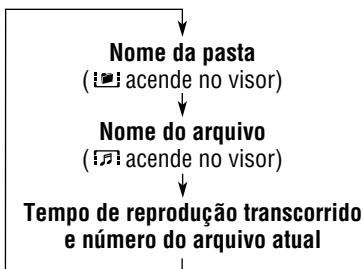 Nome da pasta
( acende no visor)
Nome do arquivo
( acende no visor)
Tempo de reprodução transcorrido
e número do arquivo atual